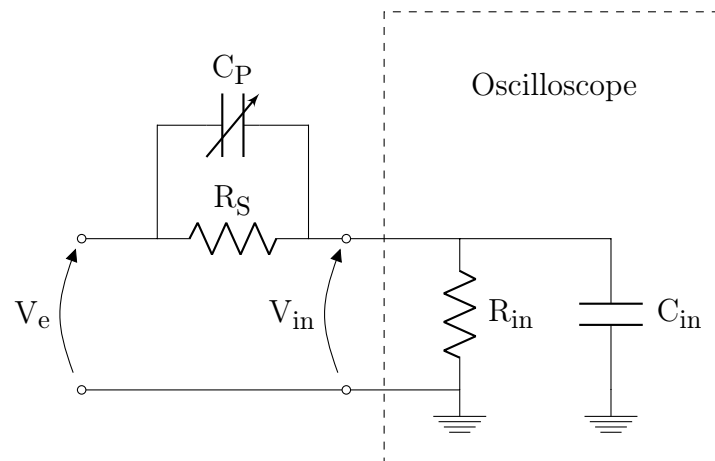 C_P
Oscilloscope
R_S
V_e
V_in
R_in
C_in